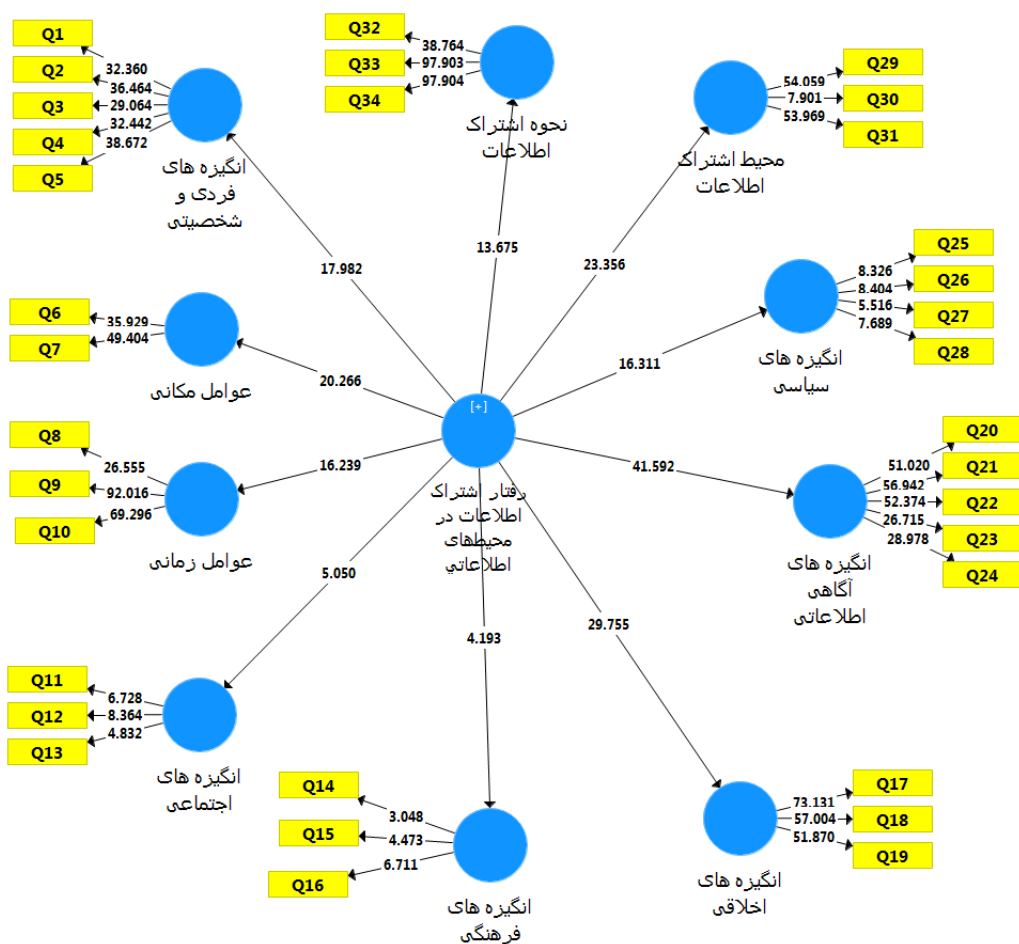 Q1
Q2
Q3
Q4
Q5
32.360
36.464
29.064
32.442
38.672
انگیزه های
فردی و
شخصیتی
17.982
Q32
Q33
Q34
38.764
97.903
97.904
نحوه اشتراک
اطلاعات
13.675
Q29
Q30
Q31
54.059
7.901
53.969
محیط اشتراک
اطلاعات
23.356
Q25
Q26
Q27
Q28
8.326
8.404
5.516
7.689
انگیزه های
سیاسی
16.311
Q6
Q7
35.929
49.404
عوامل مکانی
20.266
[+]
رفتار اشتراک
اطلاعات در
محیط‌های
اطلاعاتي
Q8
Q9
Q10
26.555
92.016
69.296
عوامل زمانی
16.239
Q20
Q21
Q22
Q23
Q24
51.020
56.942
52.374
26.715
28.978
انگیزه های
آگاهی
اطلاعاتی
41.592
Q11
Q12
Q13
6.728
8.364
4.832
انگیزه های
اجتماعی
5.050
Q14
Q15
Q16
3.048
4.473
6.711
انگیزه های
فرهنگی
4.193
Q17
Q18
Q19
73.131
57.004
51.870
انگیزه های
اخلاقی
29.755